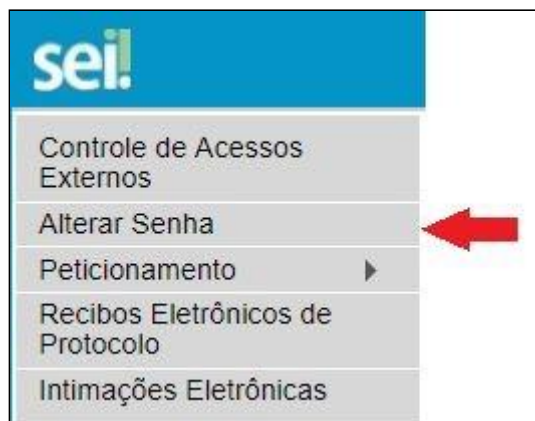 sei!
Controle de Acessos
Externos
Alterar Senha
Peticionamento
Recibos Eletrônicos de
Protocolo
Intimações Eletrônicas